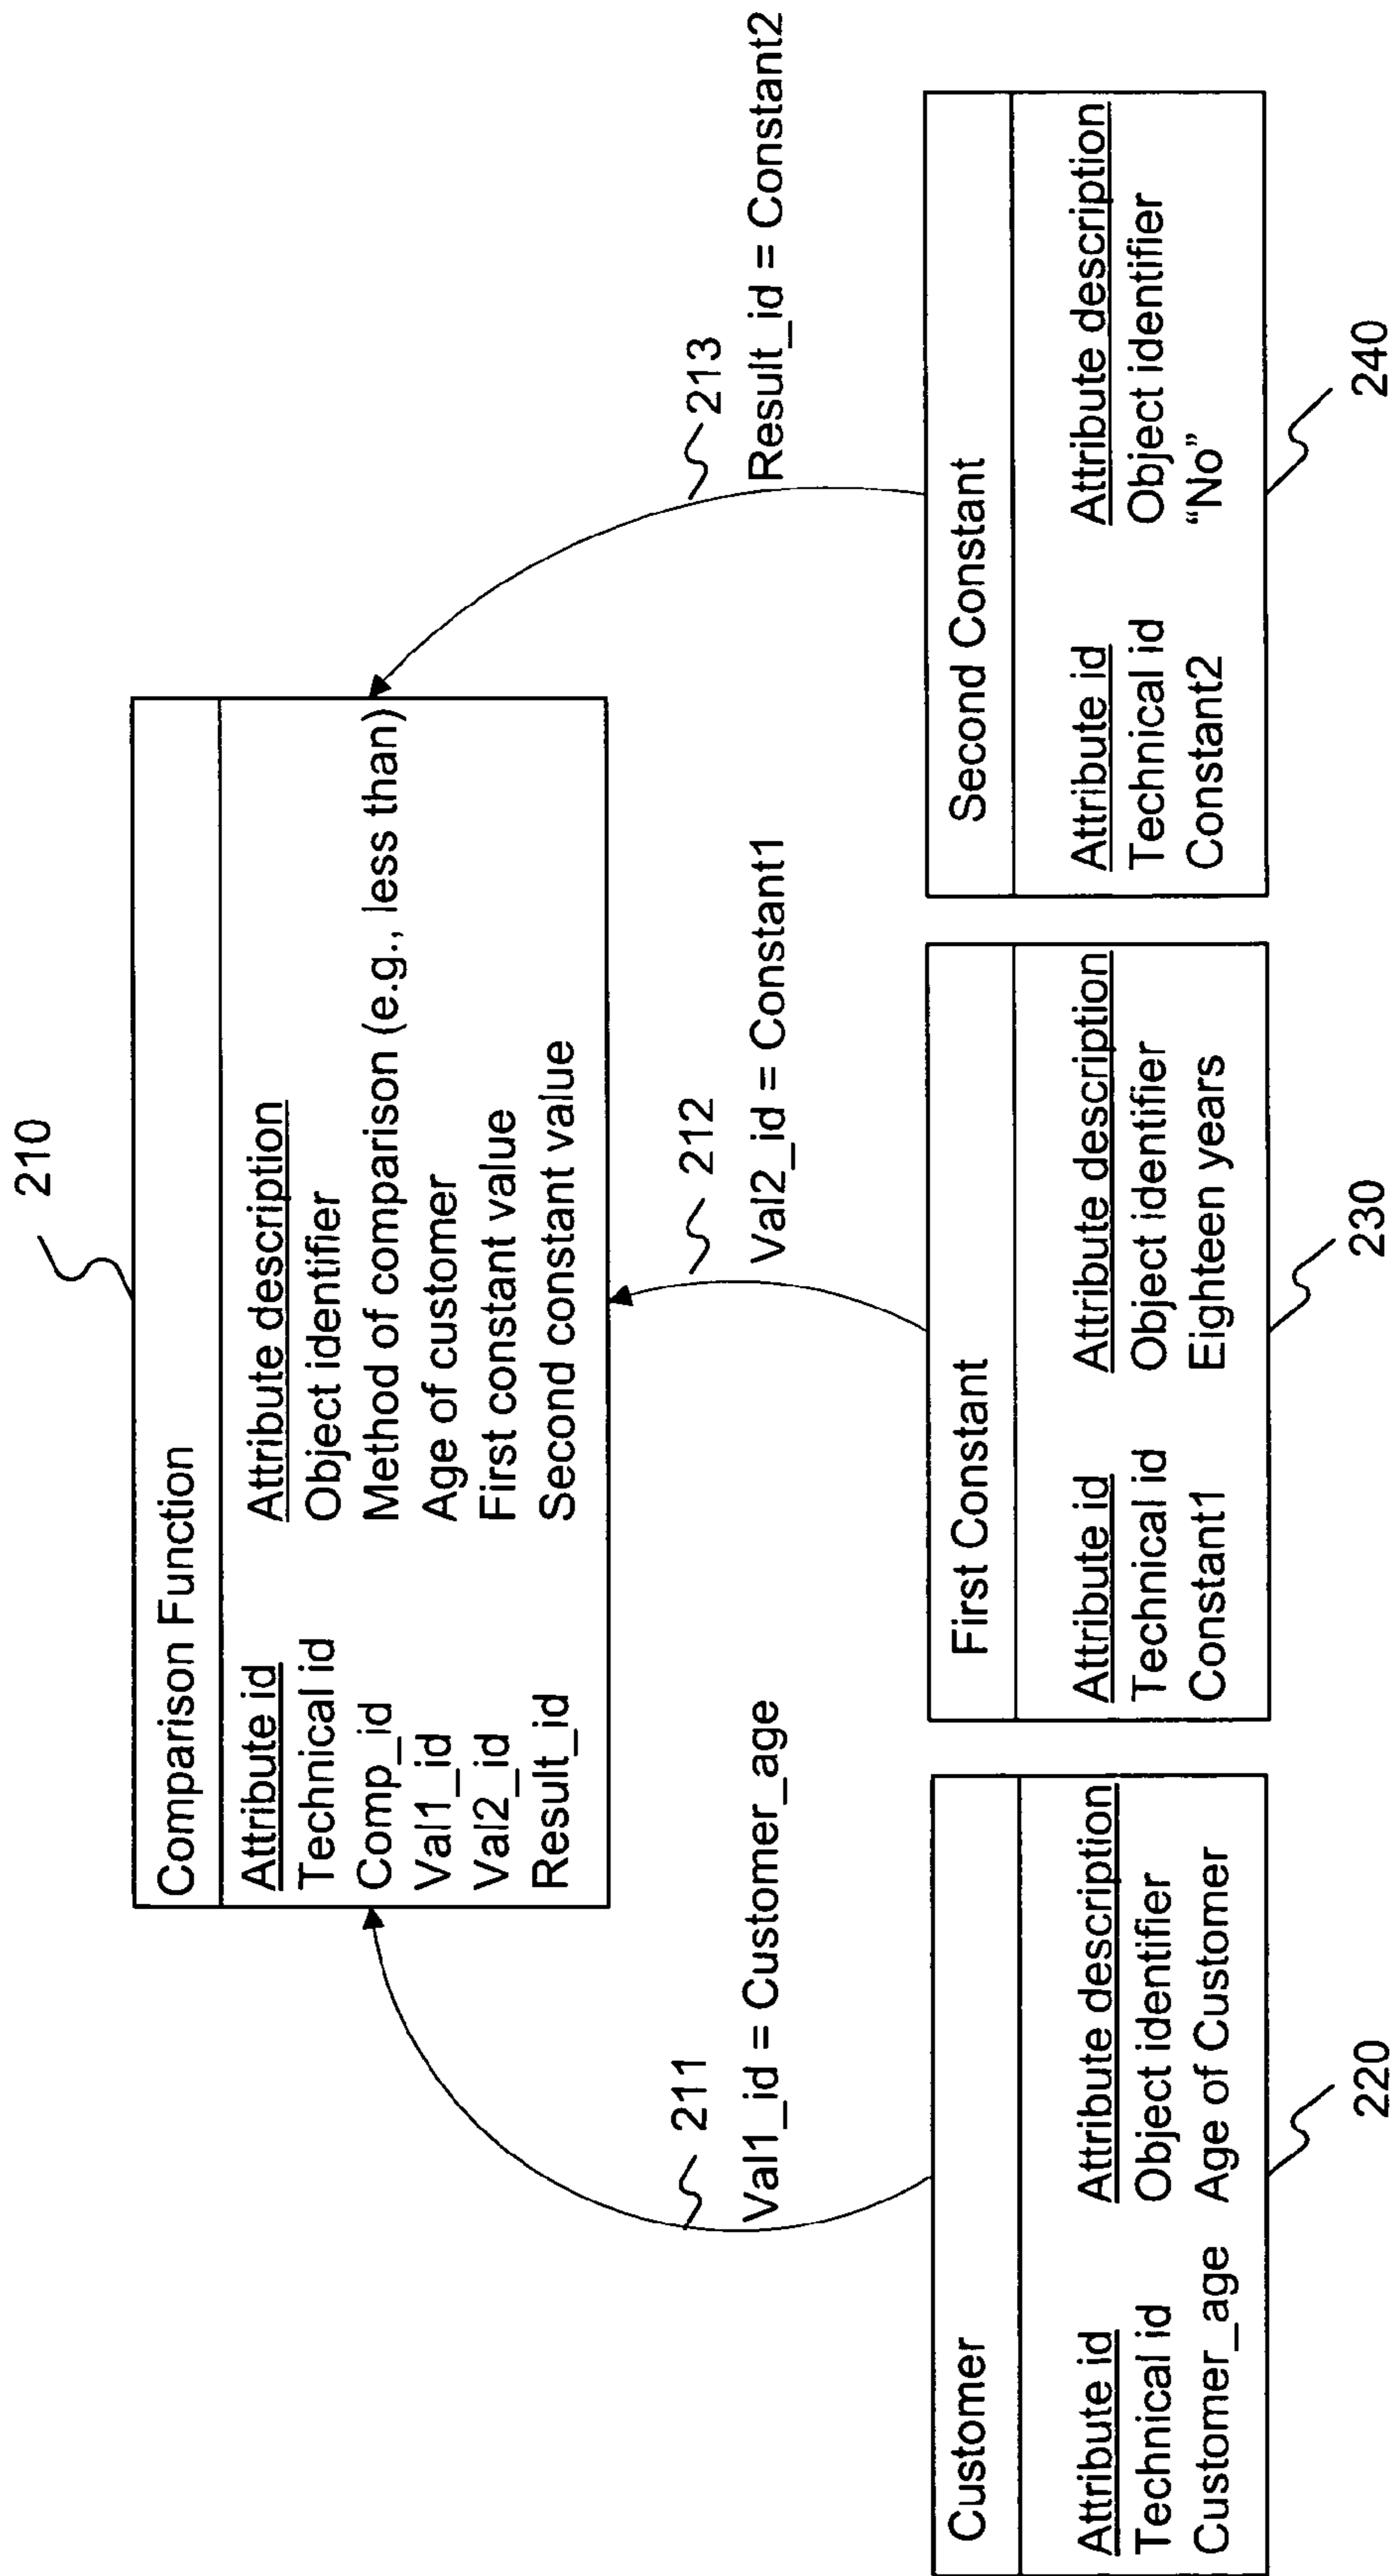 210
Comparison Function
Attribute id Attribute description
Technical id Object identifier
Comp_id Method of comparison (e.g., less than)
Val1_id Age of customer
Val2_id First constant value
Result_id Second constant value
211
Val1_id = Customer_age
212
Val2_id = Constant1
213
Result_id = Constant2
Customer
Attribute id Attribute description
Technical id Object identifier
Customer_age Age of Customer
220
First Constant
Attribute id Attribute description
Technical id Object identifier
Constant1 Eighteen years
230
Second Constant
Attribute id Attribute description
Technical id Object identifier
Constant2 “No”
240